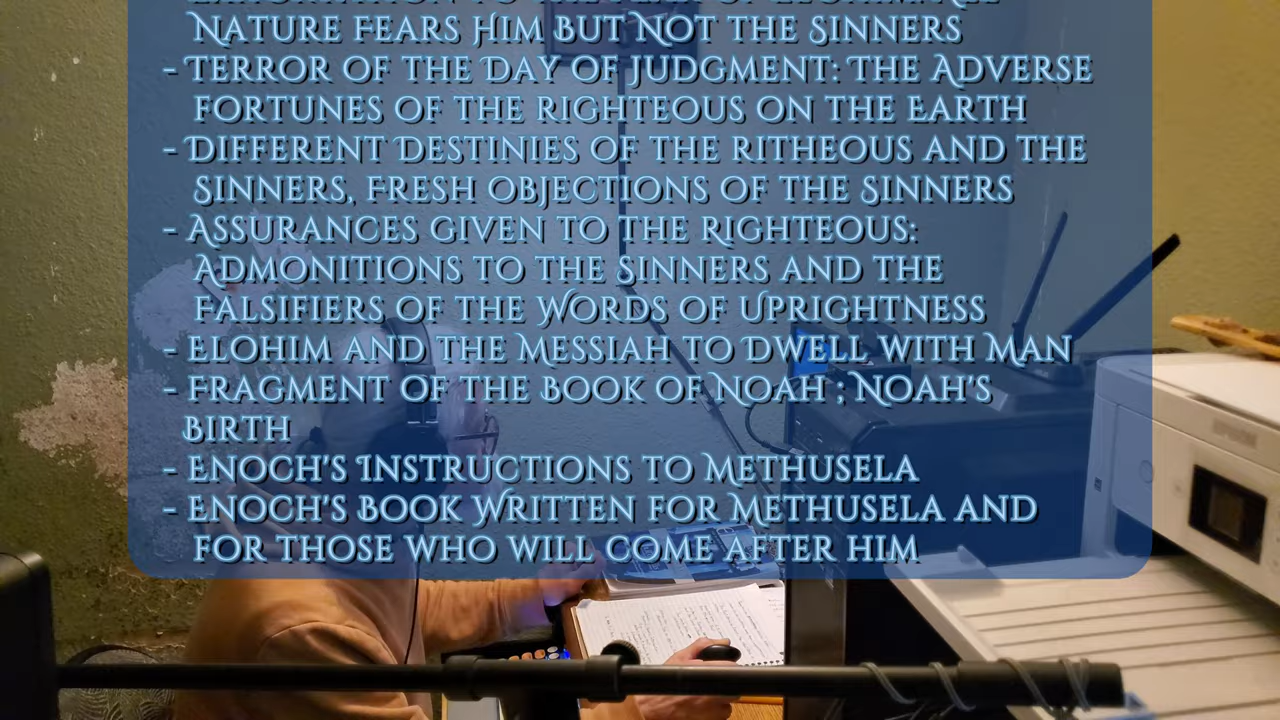 Nature fears Him but not the Sinners
- Terror of the Day of Judgment: The Adverse
fortunes of the righteous on the Earth
- Different Destinies of the ritheous and the
Sinners, fresh objections of the Sinners
- Assurances given to the Righteous:
Admonitions to the Sinners and the
Falsifiers of the Words of Uprightness
- Elohim and the Messiah to Dwell with Man
- Fragment of the Book of Noah ; Noah's
Birth
- Enoch's Instructions to Methusela
- Enoch's Book Written for Methusela and
for those who will come after him
EPSON